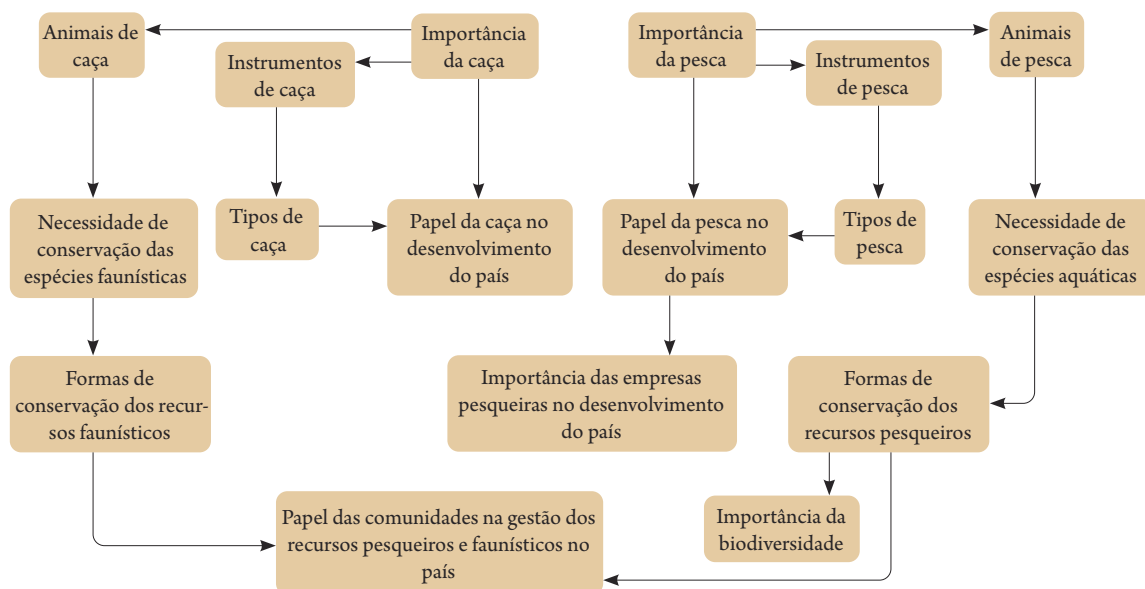 Animais de
caça
Importância
da caça
Instrumentos
de caça
Importância
da pesca
Instrumentos
de pesca
Animais
de pesca
Necessidade de
conservação das
espécies faunísticas
Tipos de
caça
Papel da caça no
desenvolvimento
do país
Papel da pesca no
desenvolvimento
do país
Tipos de
pesca
Necessidade de
conservação das
espécies aquáticas
Formas de
conservação dos recur-
sos faunísticos
Importância das empresas
pesqueiras no desenvolvimento
do país
Formas de
conservação dos
recursos pesqueiros
Papel das comunidades na gestão dos
recursos pesqueiros e faunísticos no
país
Importância da
biodiversidade